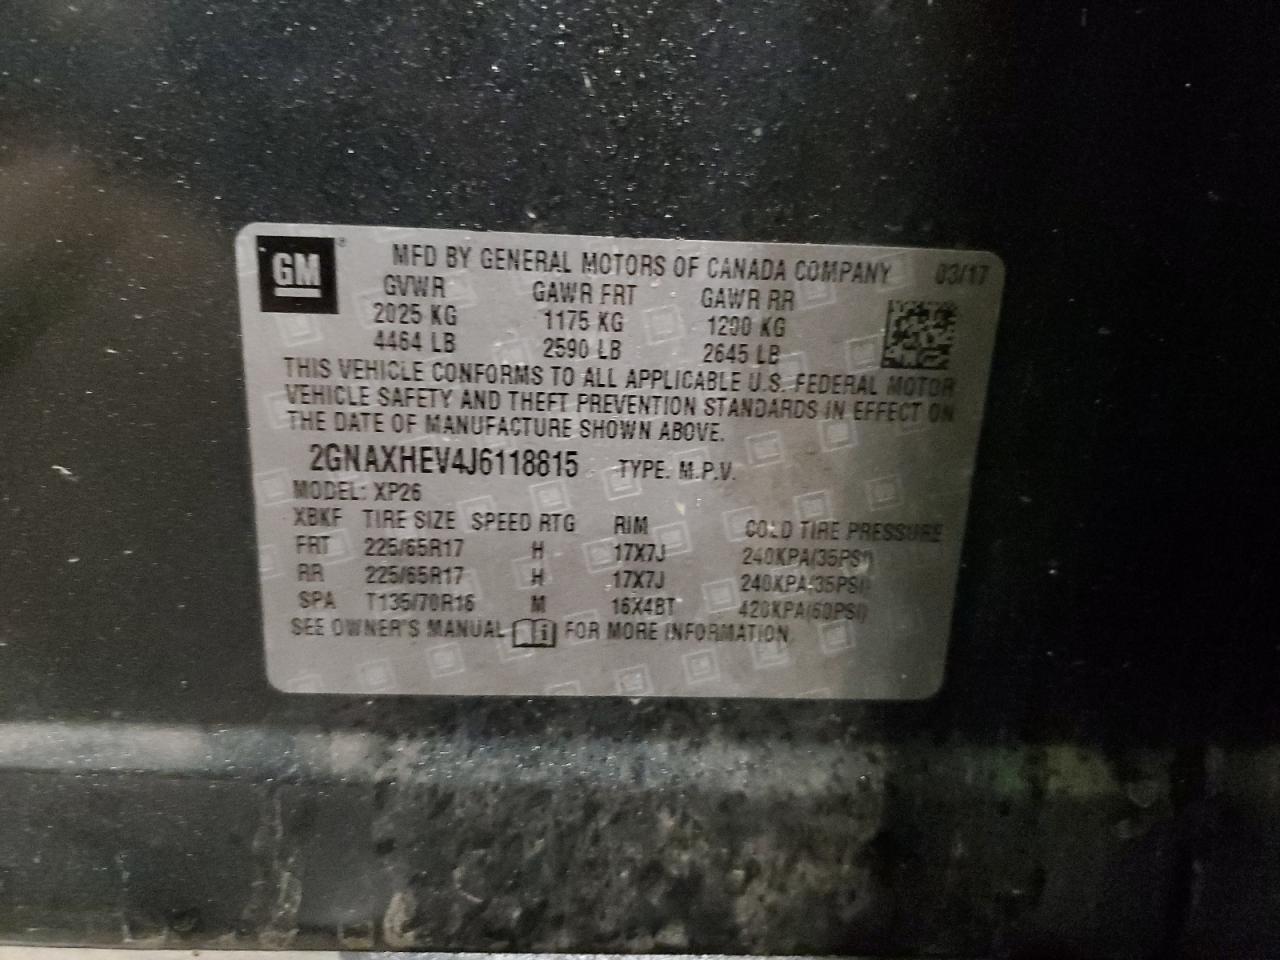 GM ® MFD BY GENERAL MOTORS OF CANADA COMPANY 03/17
GVWR GAWR FRT GAWR RR
2025 KG 1175 KG 1200 KG
4464 LB 2590 LB 2645 LB
THIS VEHICLE CONFORMS TO ALL APPLICABLE U.S. FEDERAL MOTOR
VEHICLE SAFETY AND THEFT PREVENTION STANDARDS IN EFFECT ON
THE DATE OF MANUFACTURE SHOWN ABOVE.
2GNAXHEV4J6118815 TYPE: M.P.V.
MODEL: XP26
XBKF TIRE SIZE SPEED RTG RIM COLD TIRE PRESSURE
FRT 225/65R17 H 17X7J 240KPA(35PSI)
RR 225/65R17 H 17X7J 240KPA(35PSI)
SPA T135/70R16 M 16X4BT 420KPA(60PSI)
SEE OWNER'S MANUAL i FOR MORE INFORMATION.